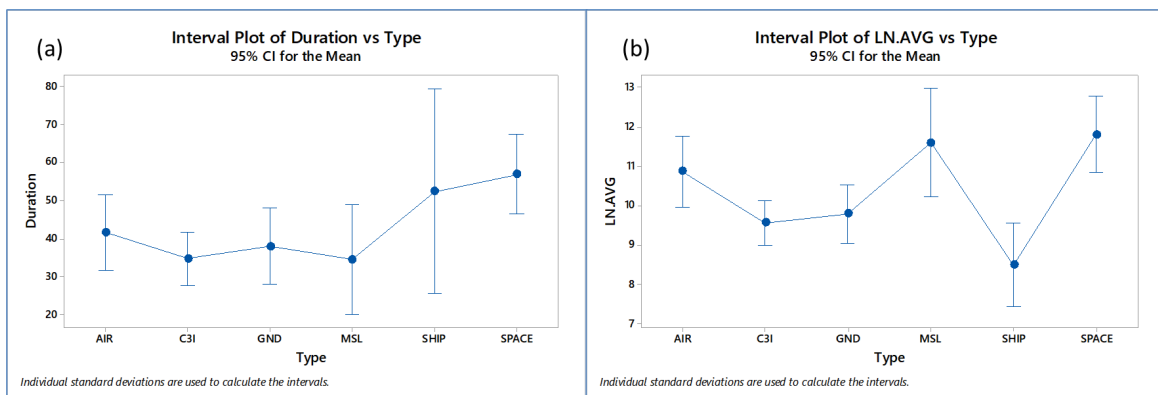 (a)
Interval Plot of Duration vs Type
95% CI for the Mean
80
70
60
50
40
30
20
Duration
AIR C3I GND MSL SHIP SPACE
Type
Individual standard deviations are used to calculate the intervals.
(b)
Interval Plot of LN.AVG vs Type
95% CI for the Mean
13
12
11
10
9
8
7
LN.AVG
AIR C3I GND MSL SHIP SPACE
Type
Individual standard deviations are used to calculate the intervals.